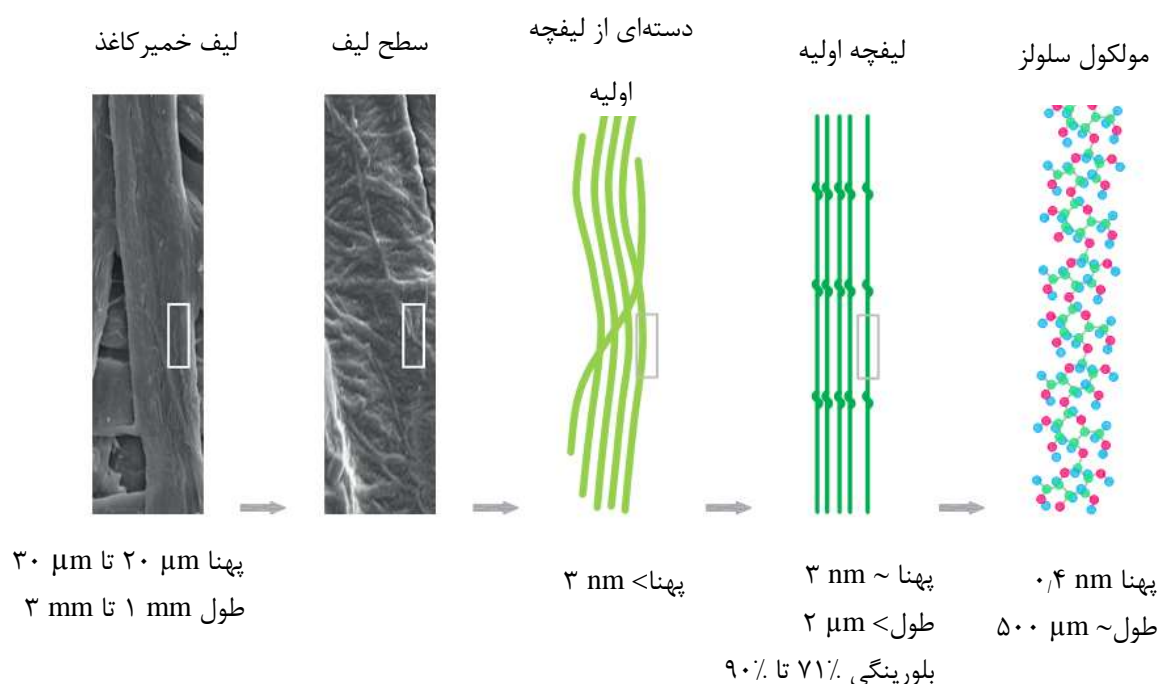 لیف خمیرکاغذ
سطح لیف
دسته‌ای از لیفچه
اولیه
لیفچه اولیه
مولکول سلولز
پهنا ۲۰ µm تا ۳۰ µm
طول ۱ mm تا ۳ mm
پهنا> ۳ nm
پهنا ~ ۳ nm
طول> ۲ µm
بلورینگی ۷۱٪ تا ۹۰٪
پهنا ۰٫۴ nm
طول~ ۵۰۰ µm